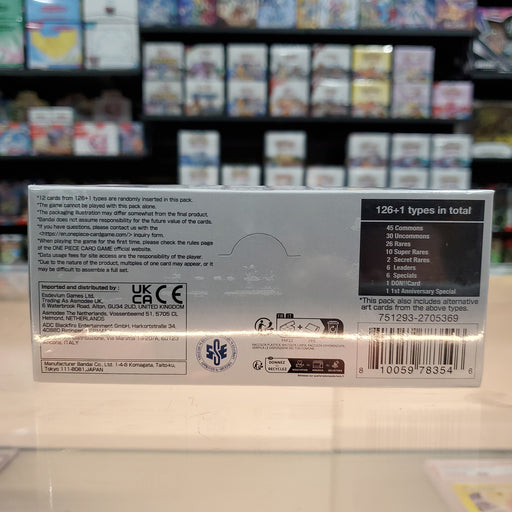 *12 cards from 126+1 types are randomly inserted in this pack.
*The game cannot be played with this pack alone.
*The packaging illustration may differ somewhat from the final product.
*Bandai does not assume responsibility for the future value of the cards.
*If you have questions, please contact us with the
<https://en.onepiece-cardgame.com/> inquiry form.
*When playing the game for the first time, please check the rules page
of the ONE PIECE CARD GAME official website.
*Data usage fees for site access are the responsibility of the player.
*Due to the nature of the product, multiples of one card may appear, or it
may be difficult to assemble a full set.
Imported and distributed by:
Esdevium Games Ltd.
Trading As Asmodee UK,
6 Waterbrook Road, Alton, GU34 2UD, UNITED KINGDOM
Asmodee The Netherlands, Vossenbeemd 51, 5705 CL
Helmond, NETHERLANDS
ADC Blackfire Entertainment GmbH, Harkortstraße 34,
40880 Ratingen,
ITALY
Manufacturer Bandai Co., Ltd. 1-4-8 Komagata, Taito-ku,
Tokyo 111-8081, JAPAN
UK
CA
CE
126+1 types in total
45 Commons
30 Uncommons
26 Rares
10 Super Rares
2 Secret Rares
6 Leaders
6 Specials
1 DON!!Card
1 1st Anniversary Special
*This pack also includes alternative
art cards from the above types.
751293-2705369
8 10059 78354 6
DONNEZ
RECYCLEZ